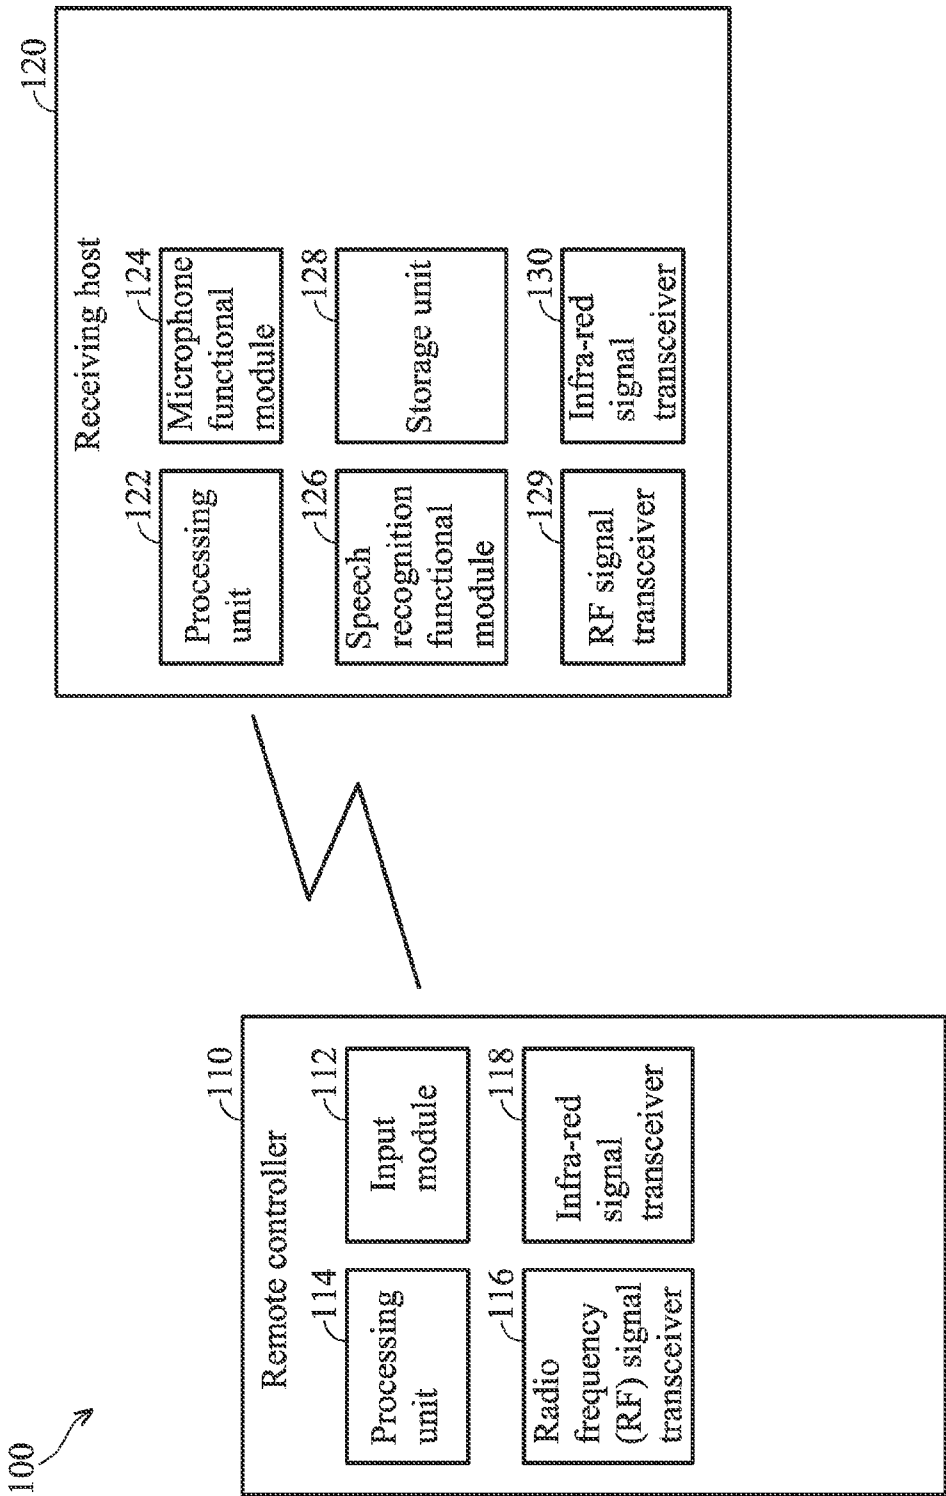 100
110
Remote controller
114
Processing
unit
112
Input
module
116
Radio
frequency
(RF) signal
transceiver
118
Infra-red
signal
transceiver
120
Receiving host
122
Processing
unit
124
Microphone
functional
module
126
Speech
recognition
functional
module
128
Storage unit
129
RF signal
transceiver
130
Infra-red
signal
transceiver